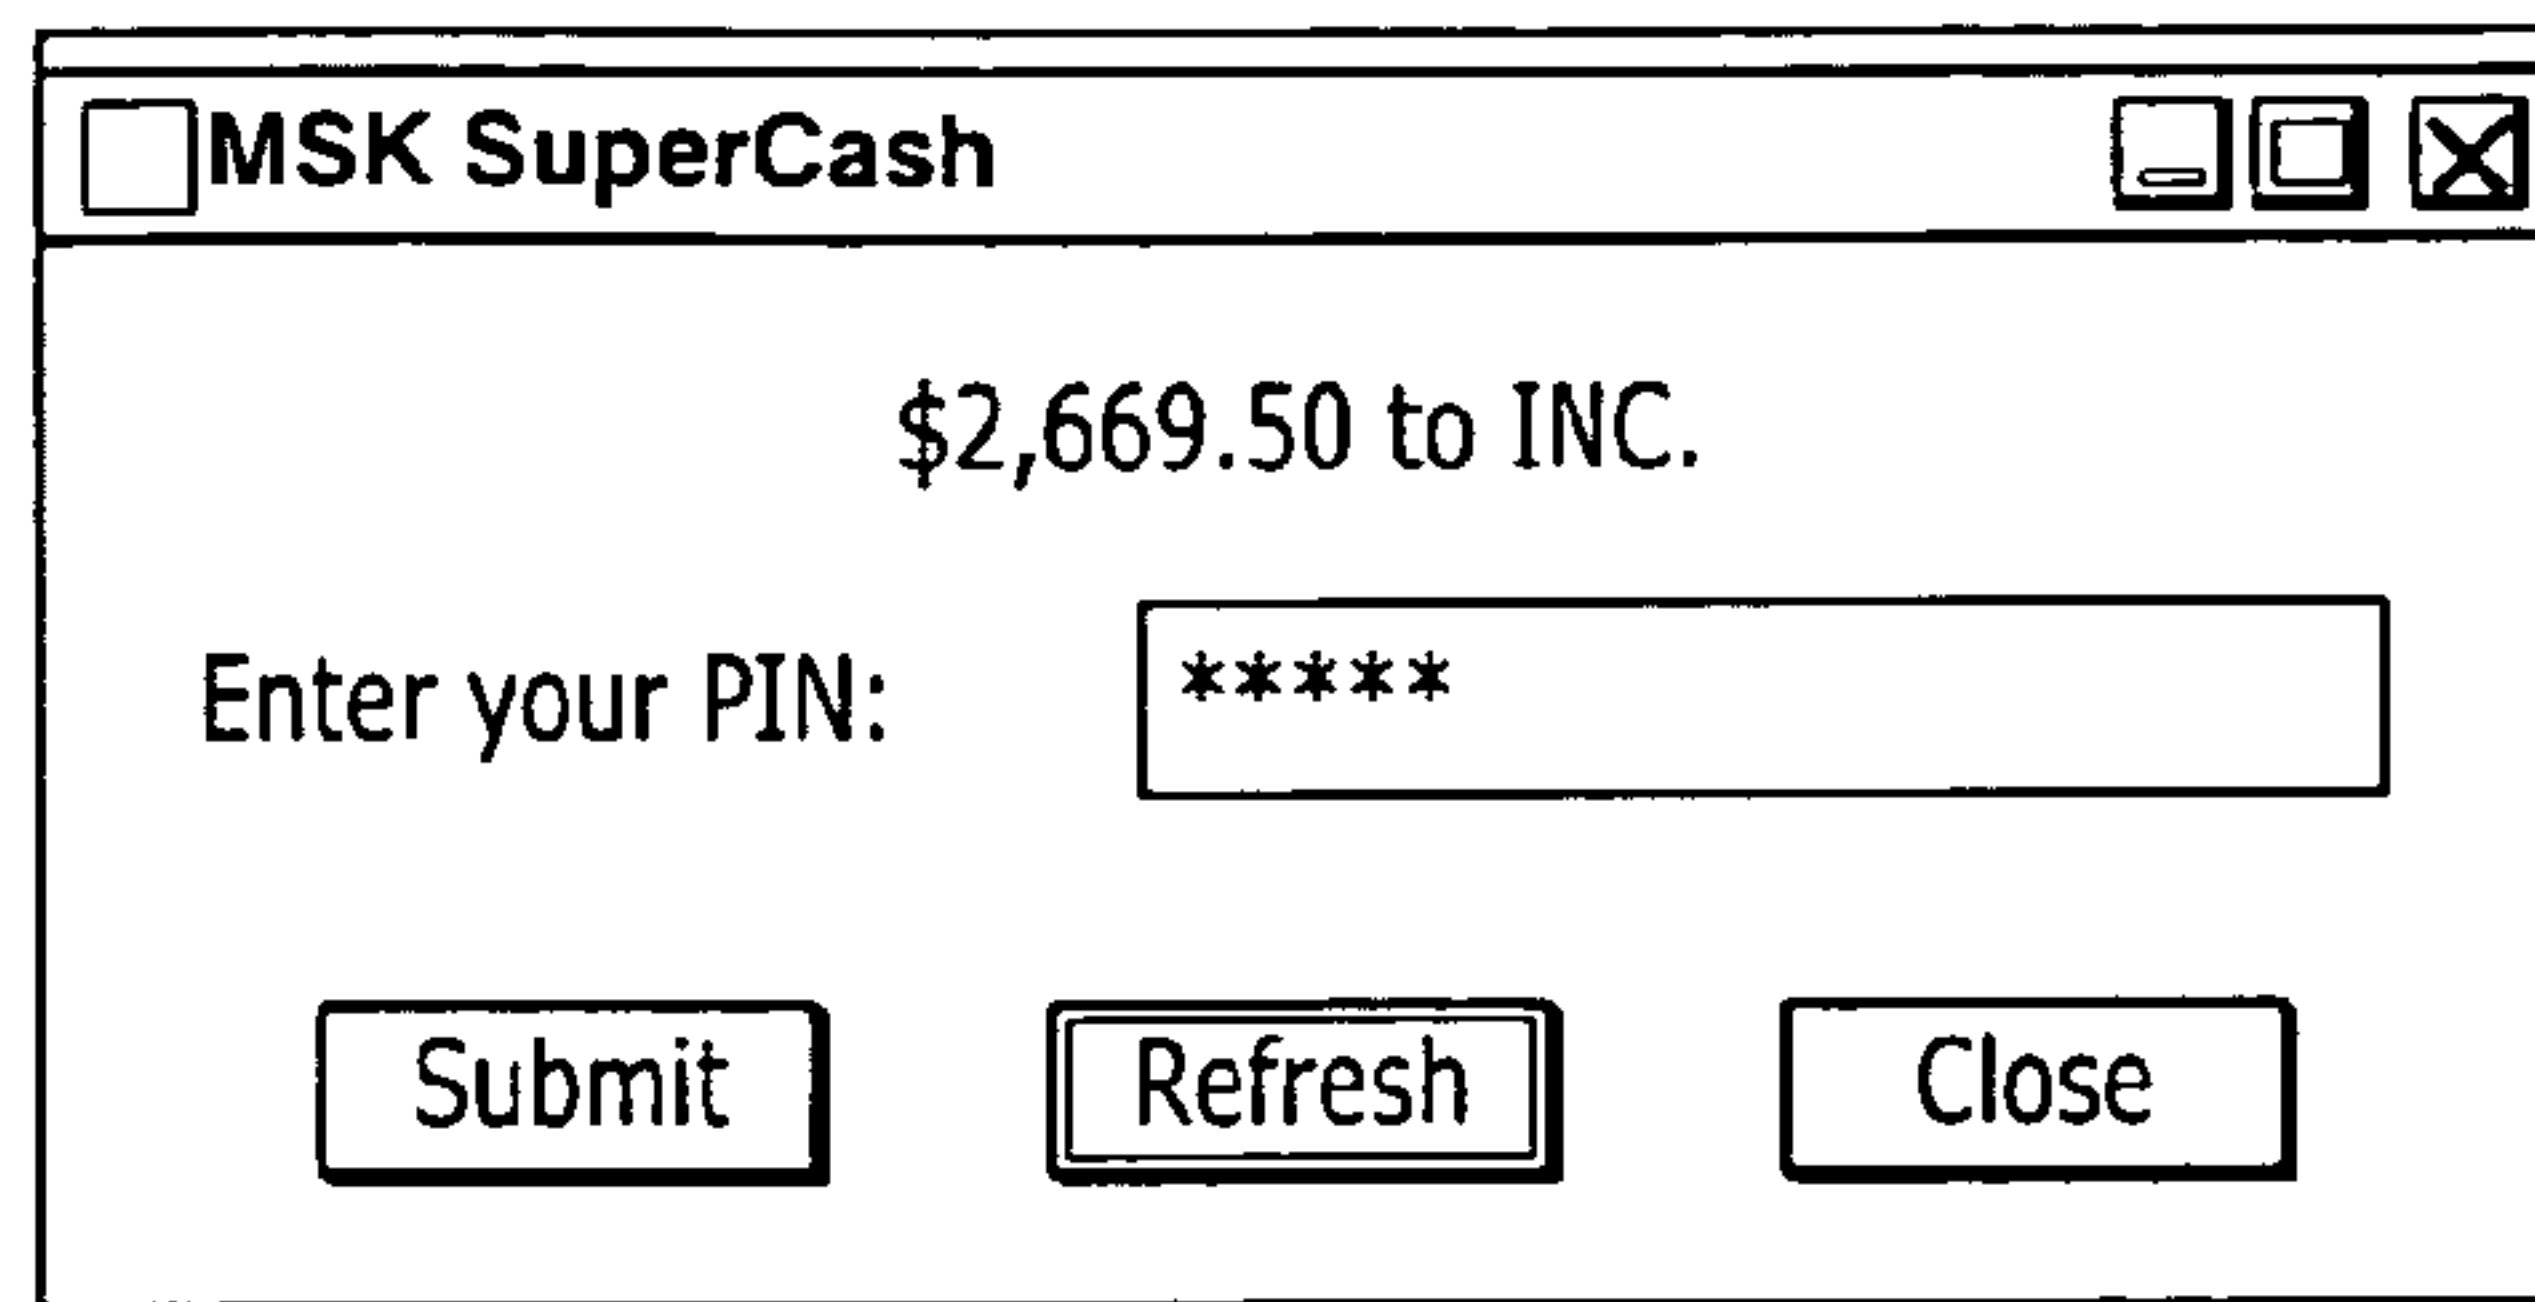 MSK SuperCash
$2,669.50 to INC.
Enter your PIN: *****
Submit Refresh Close